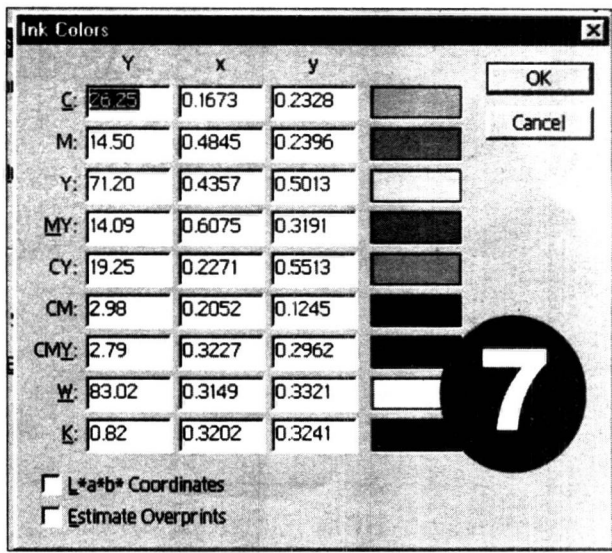 Ink Colors
Y x y
C: 26.25 0.1673 0.2328 OK
M: 14.50 0.4845 0.2396 Cancel
Y: 71.20 0.4357 0.5013
MY: 14.09 0.6075 0.3191
CY: 19.25 0.2271 0.5513
CM: 2.98 0.2052 0.1245
CMY: 2.79 0.3227 0.2962
W: 83.02 0.3149 0.3321
K: 0.82 0.3202 0.3241
7
L*a*b* Coordinates
Estimate Overprints